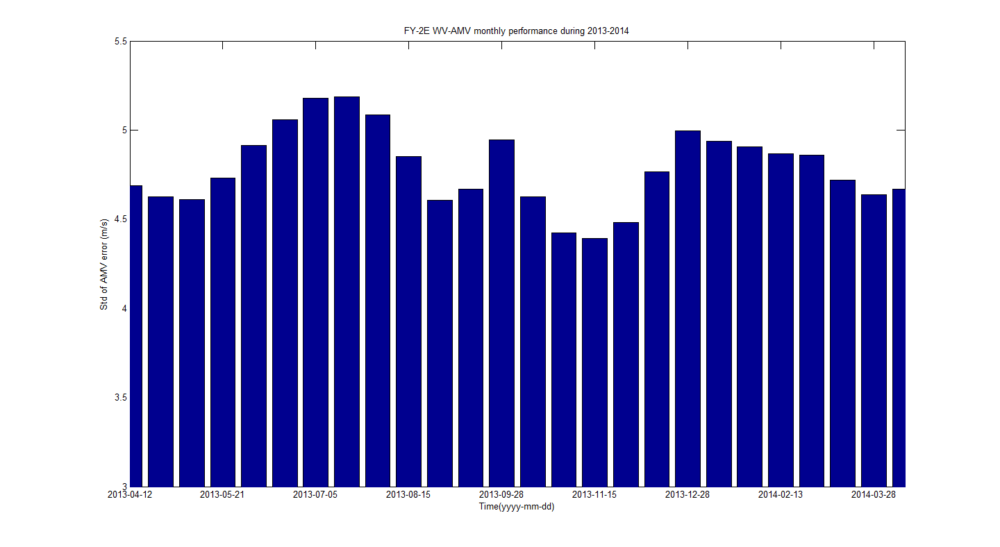 FY-2E WV-AMV monthly performance during 2013-2014
5.5
5
4.5
4
3.5
3
Std of AMV error (m/s)
2013-04-12 2013-05-21 2013-07-05 2013-08-15 2013-09-28 2013-11-15 2013-12-28 2014-02-13 2014-03-28
Time(yyyy-mm-dd)